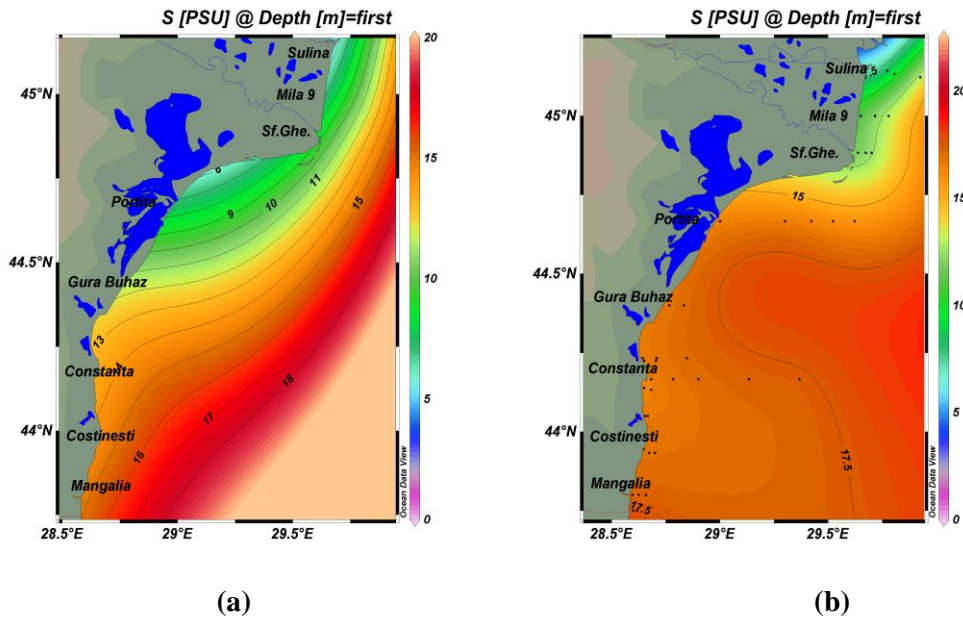 S [PSU] @ Depth [m]=first
20
15
10
5
0
Ocean Data View
45°N
44.5°N
44°N
28.5°E
29°E
29.5°E
Sulina
Mila 9
Sf.Ghe.
Portita
Gura Buhaz
Constanta
Costinesti
Mangalia
9
10
11
15
13
16
17
18
(a)
S [PSU] @ Depth [m]=first
20
15
10
5
0
Ocean Data View
45°N
44.5°N
44°N
28.5°E
29°E
29.5°E
Sulina
Mila 9
Sf.Ghe.
Portita
Gura Buhaz
Constanta
Costinesti
Mangalia
15
17.5
17.5
(b)